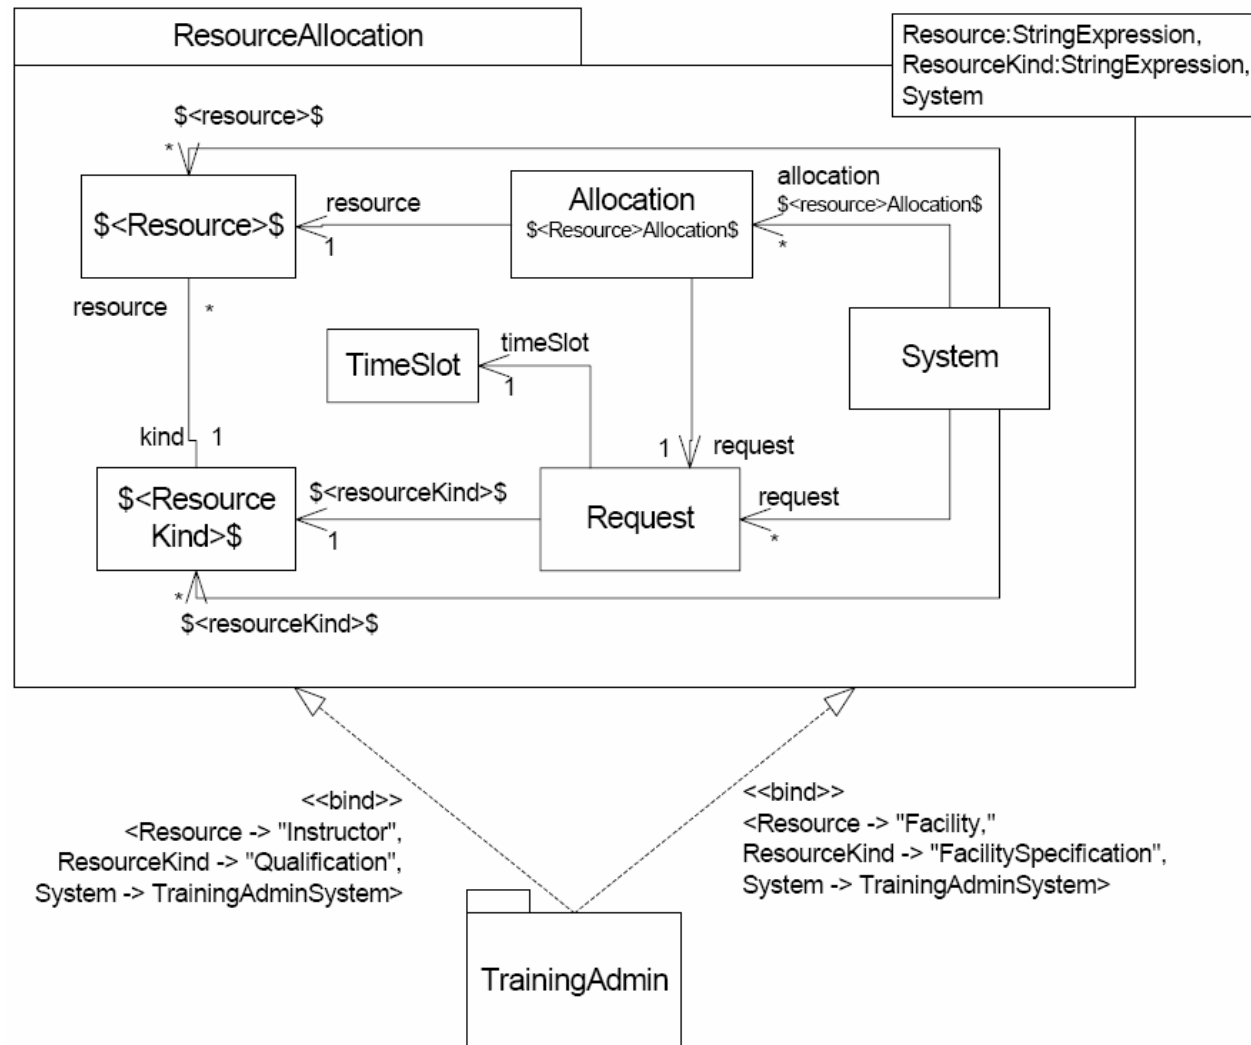 ResourceAllocation
Resource:StringExpression,
ResourceKind:StringExpression,
System
$<resource>$
*
$<Resource>$
resource
1
Allocation
$<Resource>Allocation$
allocation
$<resource>Allocation$
*
resource
*
TimeSlot
timeSlot
1
System
kind 1
1 request
$<Resource
Kind>$
$<resourceKind>$
1
Request
request
*
*
$<resourceKind>$
<<bind>>
<Resource -> "Instructor",
ResourceKind -> "Qualification",
System -> TrainingAdminSystem>
<<bind>>
<Resource -> "Facility,"
ResourceKind -> "FacilitySpecification",
System -> TrainingAdminSystem>
TrainingAdmin